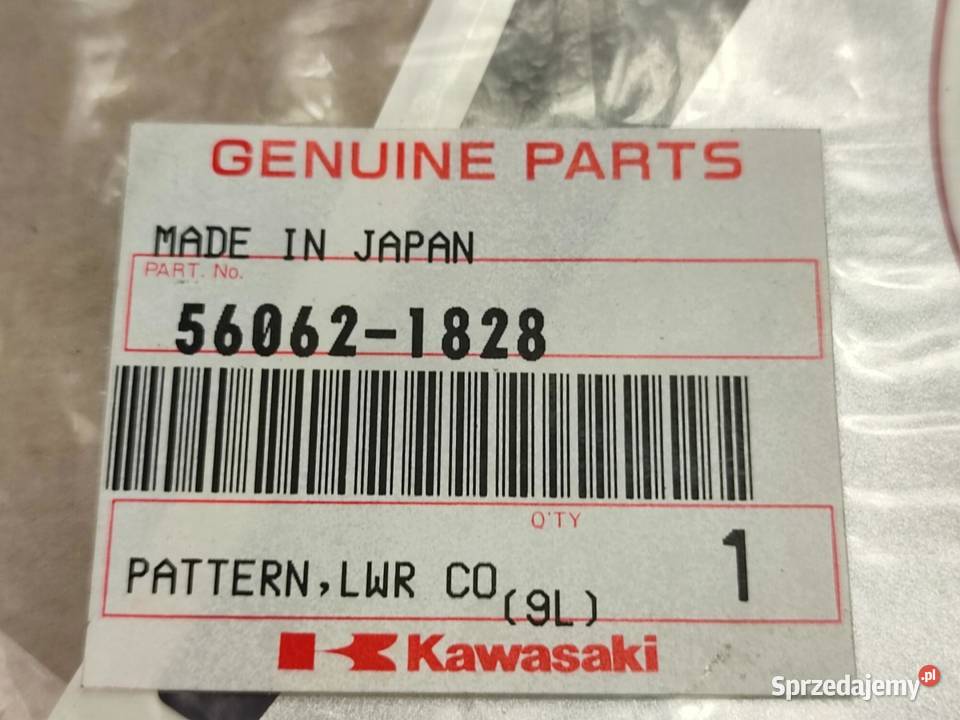 GENUINE PARTS
MADE IN JAPAN
PART. No.
56062-1828
Q'TY
PATTERN,LWR CO(9L) 1
Kawasaki
Sprzedajemy.pl